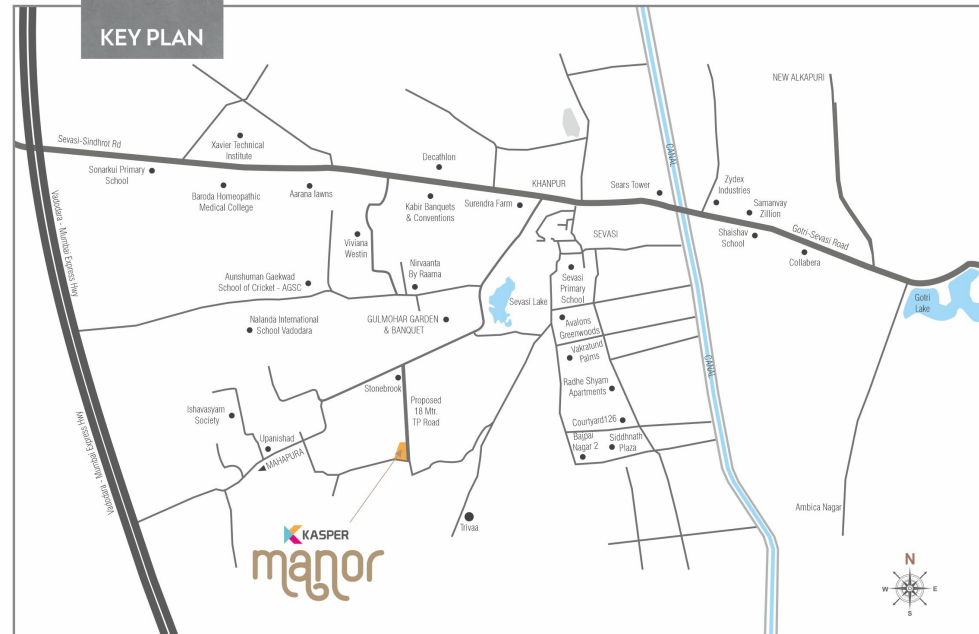 KEY PLAN
NEW ALKAPURI
Sevasi-Sindhrot Rd
Xavier Technical
Institute
Decathlon
CANAL
Sonarkui Primary
School
Baroda Homeopathic
Medical College
Aarana lawns
KHANPUR
Kabir Banquets
& Conventions
Surendra Farm
Sears Tower
Zydex
Industries
Samanvay
Zillion
Shaishav
School
Gotri-Sevasi Road
Collabera
Vadodara - Mumbai Express Hwy
Viviana
Westin
SEVASI
Nirvaanta
By Raama
Aunshuman Gaekwad
School of Cricket - AGSC
Sevasi
Primary
School
Sevasi Lake
Gotri
Lake
Nalanda International
School Vadodara
GULMOHAR GARDEN
& BANQUET
Avalons
Greenwoods
Vakratund
Palms
CANAL
Stonebrook
Radhe Shyam
Apartments
Proposed
18 Mtr.
TP Road
Ishavasyam
Society
Courtyard126
Upanishad
MAHAPURA
Bajpai
Nagar 2
Siddhnath
Plaza
Vadodara - Mumbai Express Hwy
Ambica Nagar
Trivaa
KASPER
manor
N
W
E
S